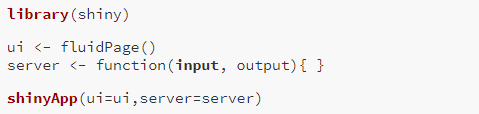 library(shiny)
ui <- fluidPage()
server <- function(input, output){ }
shinyApp(ui=ui,server=server)